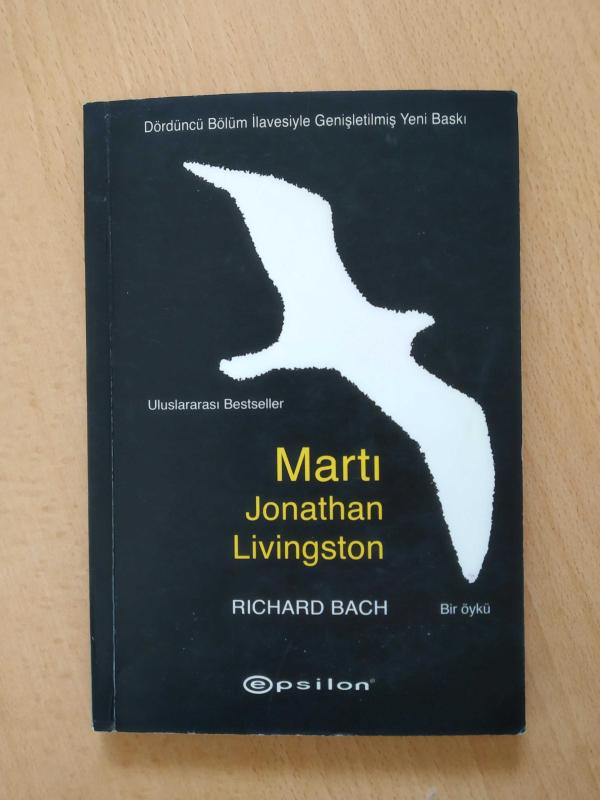 Dördüncü Bölüm İlavesiyle Genişletilmiş Yeni Baskı
Uluslararası Bestseller
Martı
Jonathan
Livingston
RICHARD BACH
Bir öykü
epsilon®